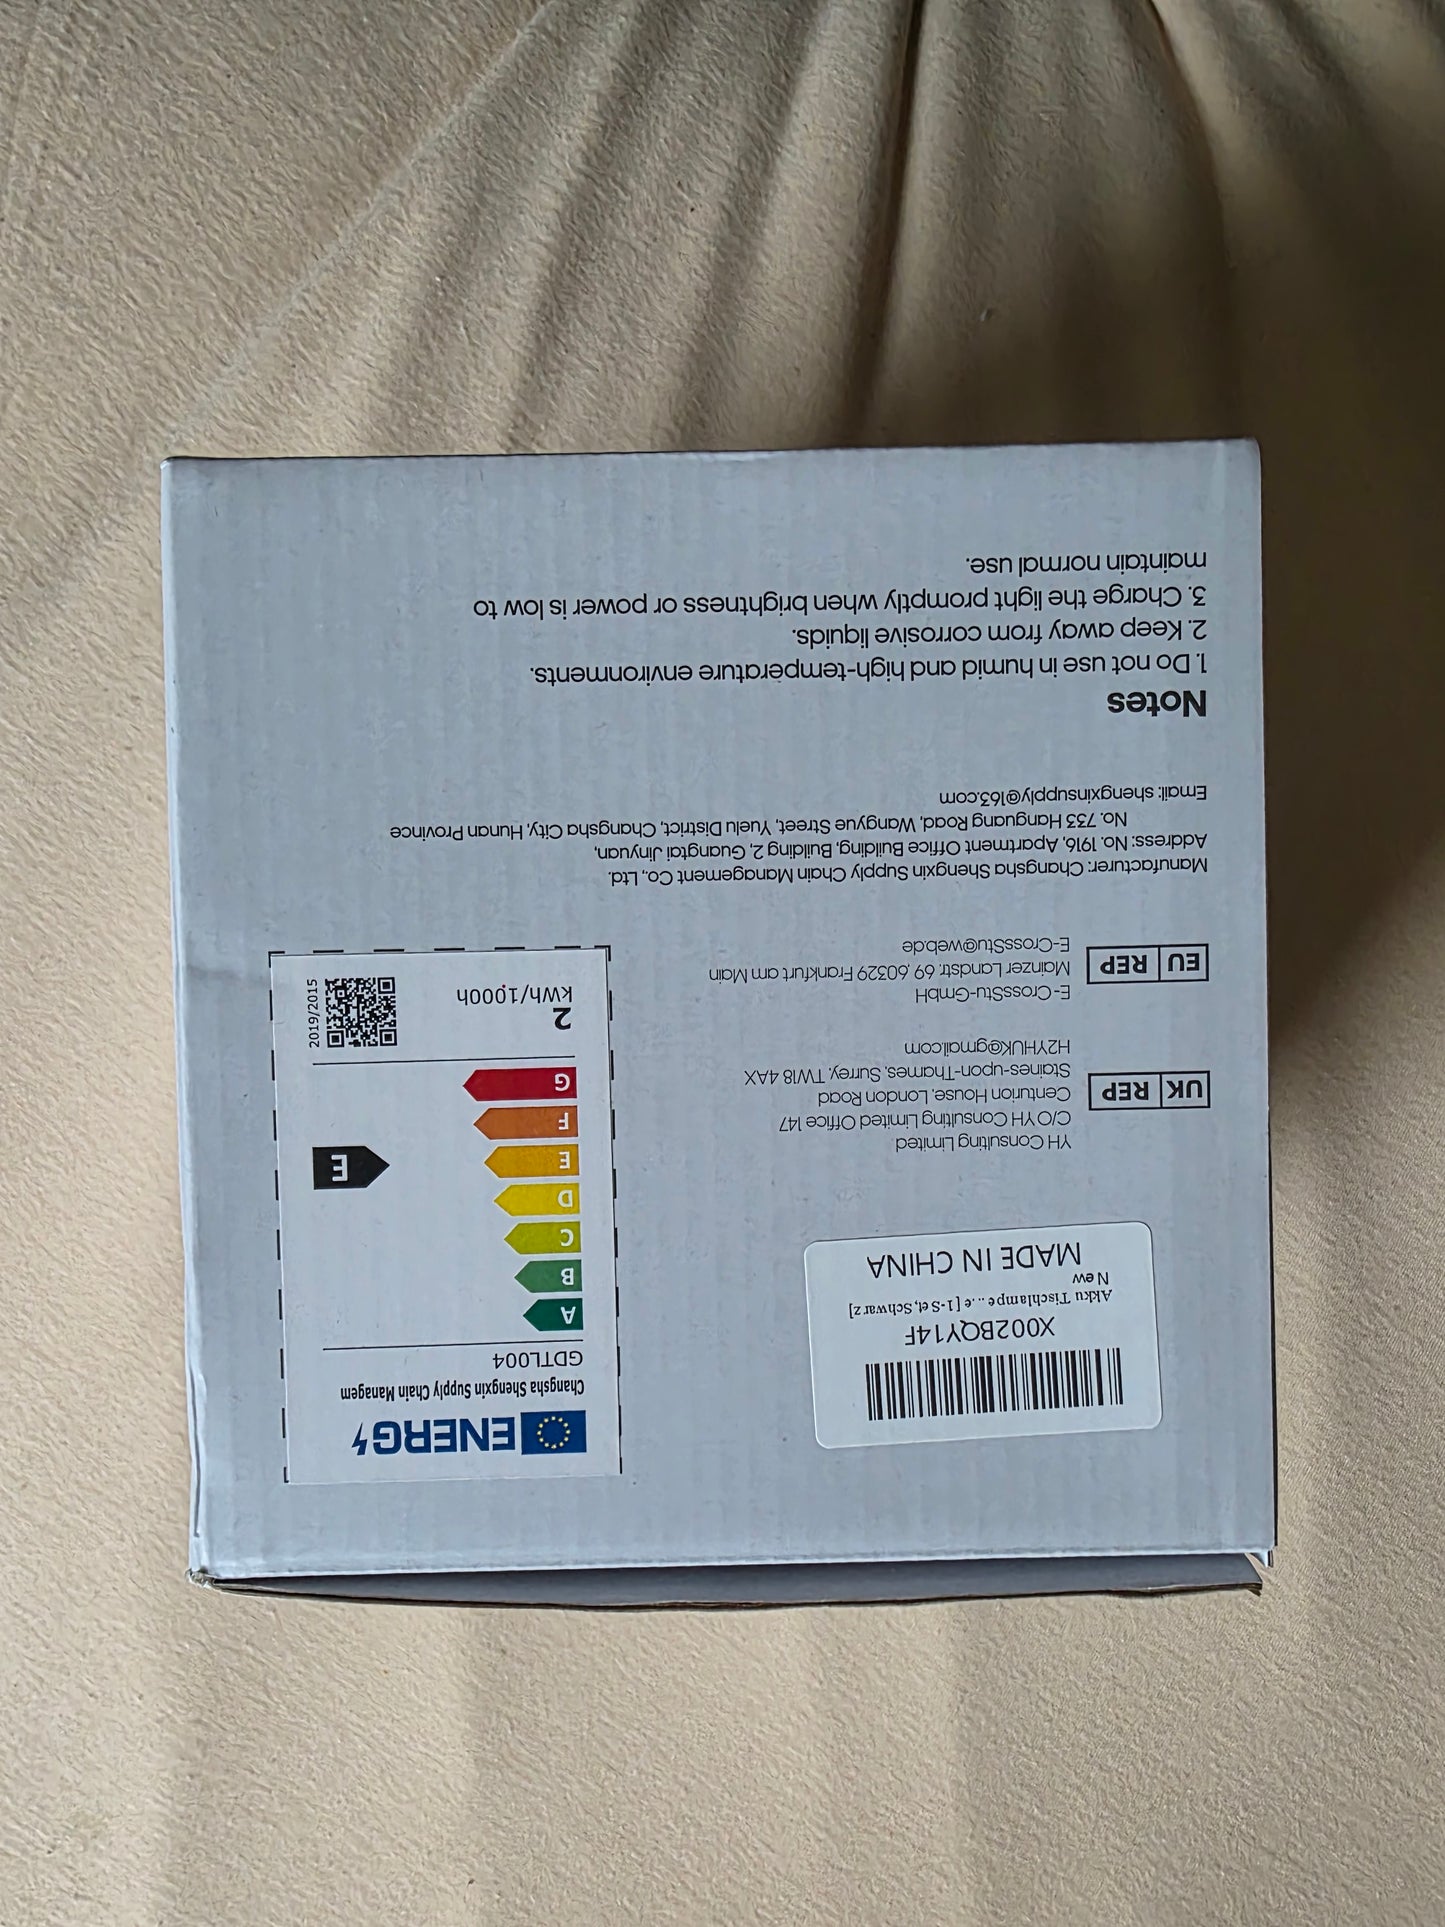 ENERG
Changsha Shengxin Supply Chain Managem
GDTL004
A
B
C
D
E
F
G
E
2
kWh/1000h
2019/2015
X002BQY14F
Akku Tischlampe ... e [1-Set, Schwarz]
New
MADE IN CHINA
UK REP
YH Consulting Limited
C/O YH Consulting Limited Office 147
Centurion House, London Road
Staines-upon-Thames, Surrey. TW18 4AX
H2YHUK@gmail.com
EU REP
E-CrossStu-GmbH
Mainzer Landstr. 69 ,60329 Frankfurt am Main
E-CrossStu@web.de
Manufacturer: Changsha Shengxin Supply Chain Management Co., Ltd.
Address: No. 1916, Apartment Office Building, Building 2, Guangtai Jinyuan,
No. 733 Hanguang Road, Wangyue Street, Yuelu District, Changsha City, Hunan Province
Email: shengxinsupply@163.com
Notes
1. Do not use in humid and high-temperature environments.
2. Keep away from corrosive liquids.
3. Charge the light promptly when brightness or power is low to
maintain normal use.